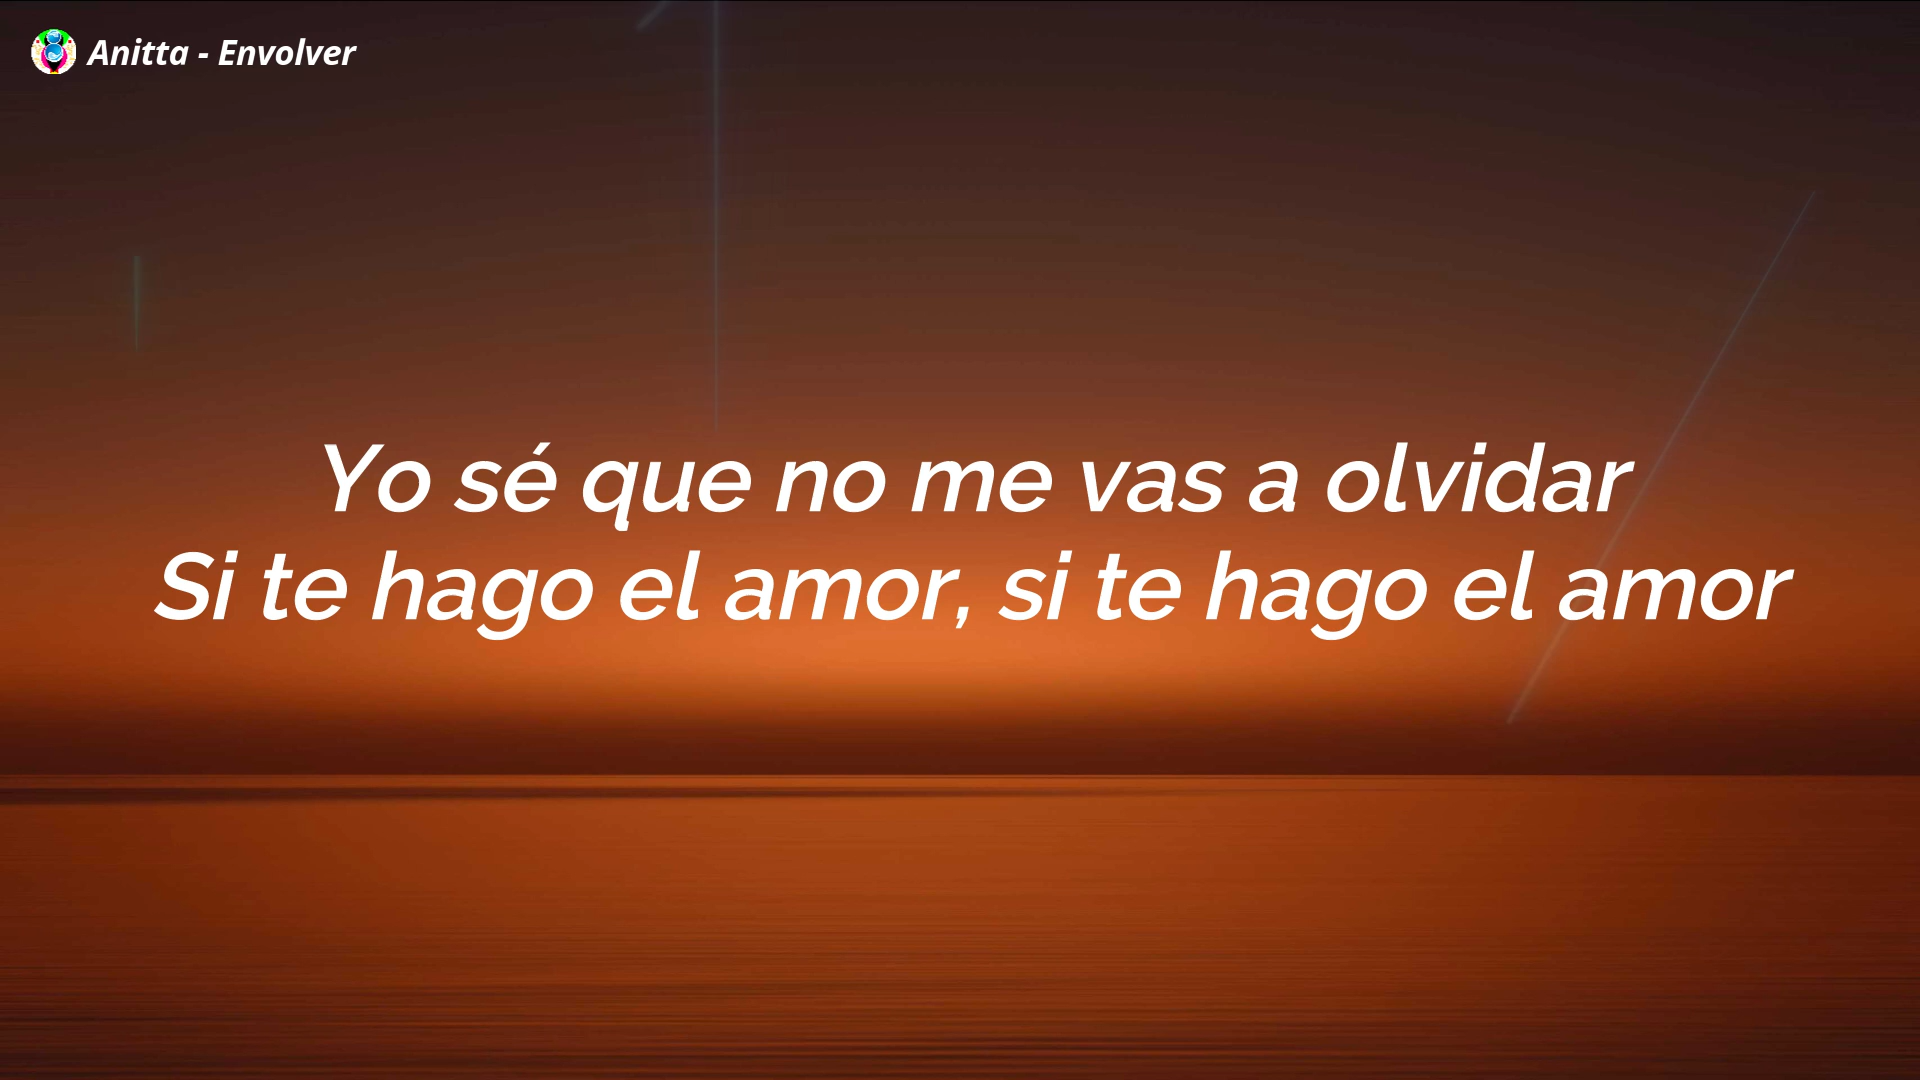 Anitta - Envolver
Yo sé que no me vas a olvidar
Si te hago el amor, si te hago el amor